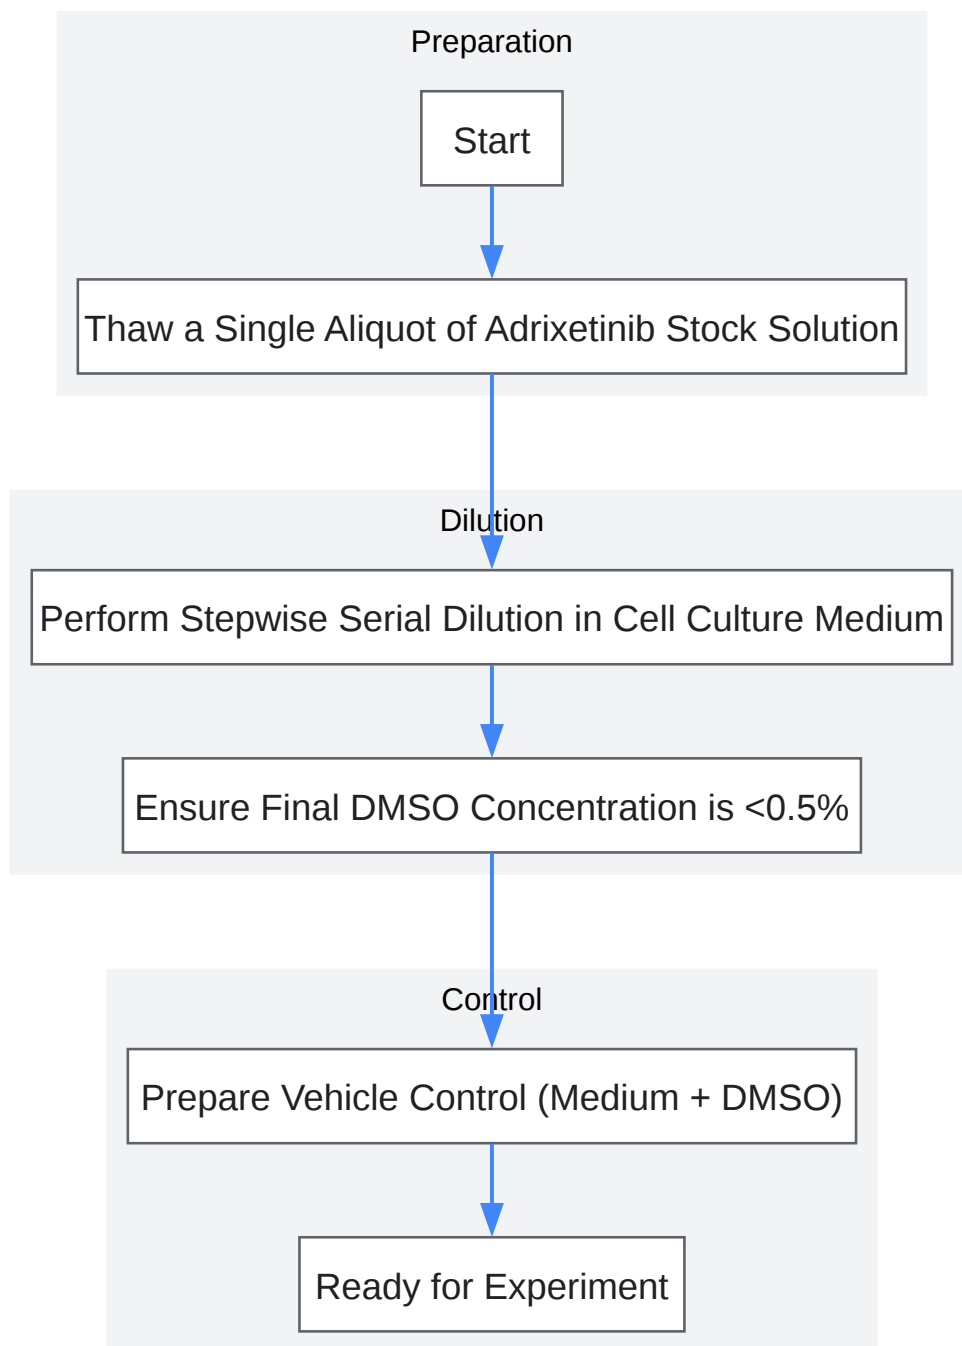 Preparation
Start
Thaw a Single Aliquot of Adrixetinib Stock Solution
Dilution
Perform Stepwise Serial Dilution in Cell Culture Medium
Ensure Final DMSO Concentration is <0.5%
Control
Prepare Vehicle Control (Medium + DMSO)
Ready for Experiment